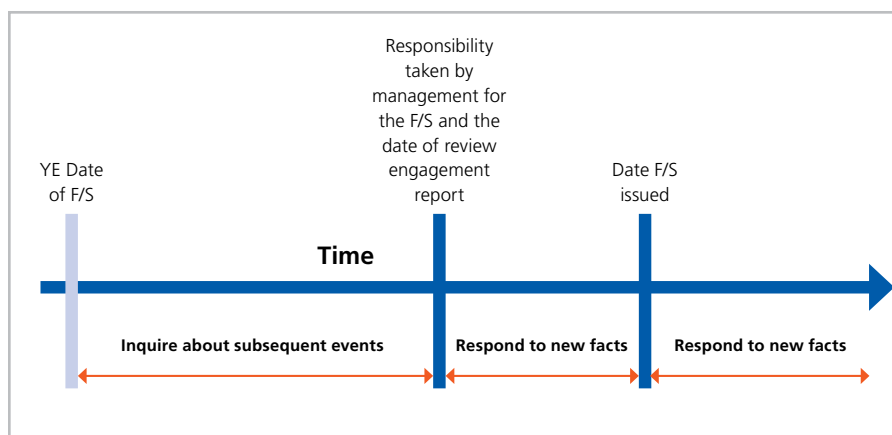 Responsibility
taken by
management for
the F/S and the
date of review
engagement
report
YE Date
of F/S
Date F/S
issued
Time
Inquire about subsequent events
Respond to new facts
Respond to new facts